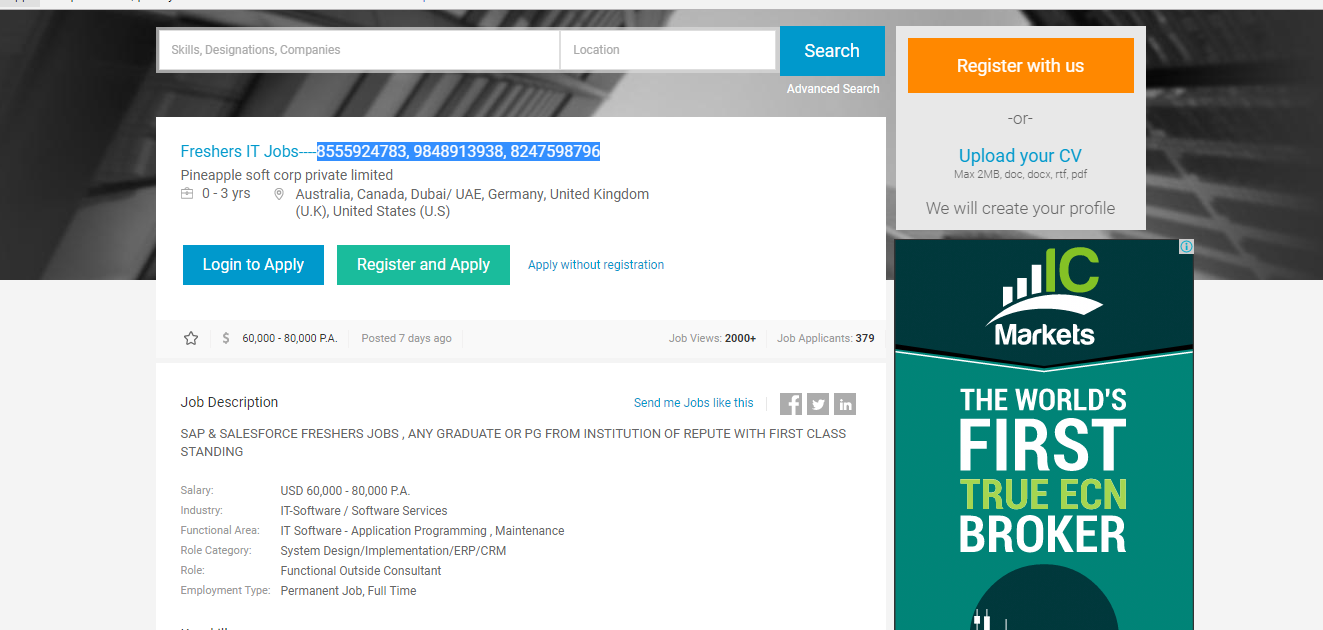 Skills, Designations, Companies
Location
Search
Advanced Search
Freshers IT Jobs----8555924783, 9848913938, 8247598796
Pineapple soft corp private limited
0 - 3 yrs
Australia, Canada, Dubai/ UAE, Germany, United Kingdom
(U.K), United States (U.S)
Login to Apply
Register and Apply
Apply without registration
$ 60,000 - 80,000 P.A.
Posted 7 days ago
Job Views: 2000+
Job Applicants: 379
Job Description
Send me Jobs like this
f
in
SAP & SALESFORCE FRESHERS JOBS , ANY GRADUATE OR PG FROM INSTITUTION OF REPUTE WITH FIRST CLASS
STANDING
Salary: USD 60,000 - 80,000 P.A.
Industry: IT-Software / Software Services
Functional Area: IT Software - Application Programming , Maintenance
Role Category: System Design/Implementation/ERP/CRM
Role: Functional Outside Consultant
Employment Type: Permanent Job, Full Time
Register with us
-or-
Upload your CV
Max 2MB, doc, docx, rtf, pdf
We will create your profile
IC
Markets
THE WORLD'S
FIRST
TRUE ECN
BROKER